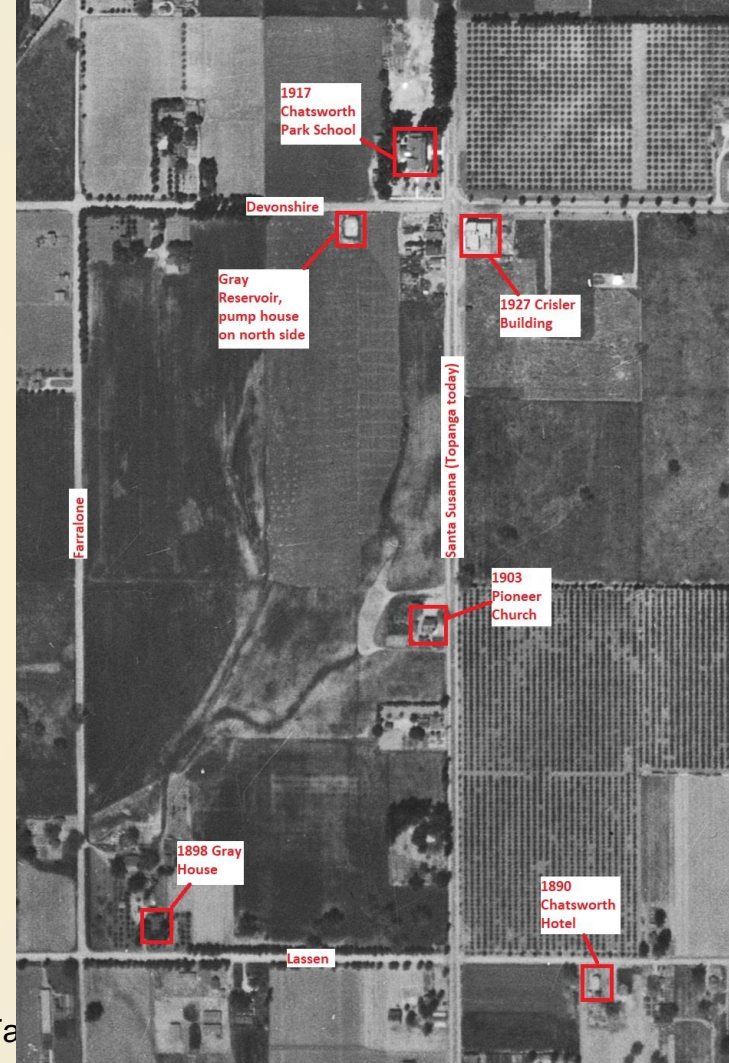 1917
Chatsworth
Park School
Devonshire
Gray
Reservoir,
pump house
on north side
1927 Crisler
Building
Santa Susana (Topanga today)
Farralone
1903
Pioneer
Church
1898 Gray
House
1890
Chatsworth
Hotel
Lassen